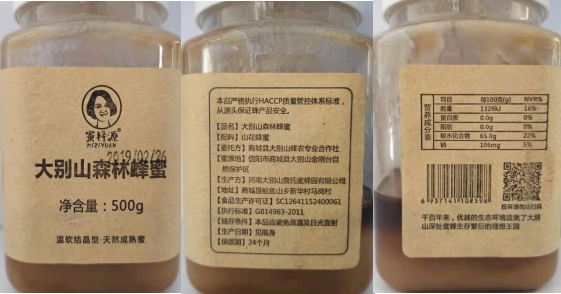 蜜梓源
MIZIYUAN
2019/02/26
大别山森林蜂蜜
净含量：500g
温软结晶型·天然成熟蜜
本品严格执行HACCP质量管控体系标准，
从源头保证蜂产品安全。
【品名】大别山森林蜂蜜
【配料】山花蜂蜜
【委托方】商城县大别山蜂农专业合作社
【蜜源地】信阳市商城县大别山金刚台自
然保护区
【生产方】河南大别山詹氏蜜蜂园有限公司
【地址】商城县鲇鱼山乡新华村马岗村
【食品生产许可证】SC12641152400061
【执行标准】GB14963-2011
【储存条件】本品应避免高温及日光直射
【生产日期】见瓶身
【保质期】24个月
营养成分表
项目 每100克(g) NVR%
能量 1326kJ 16%
蛋白质 0.0g 0%
脂肪 0.0g 0%
碳水化合物 65.0g 22%
钠 106mg 5%
千百年来，优越的生态环境造就了大别
山深处蜜蜂生存繁衍的理想王国